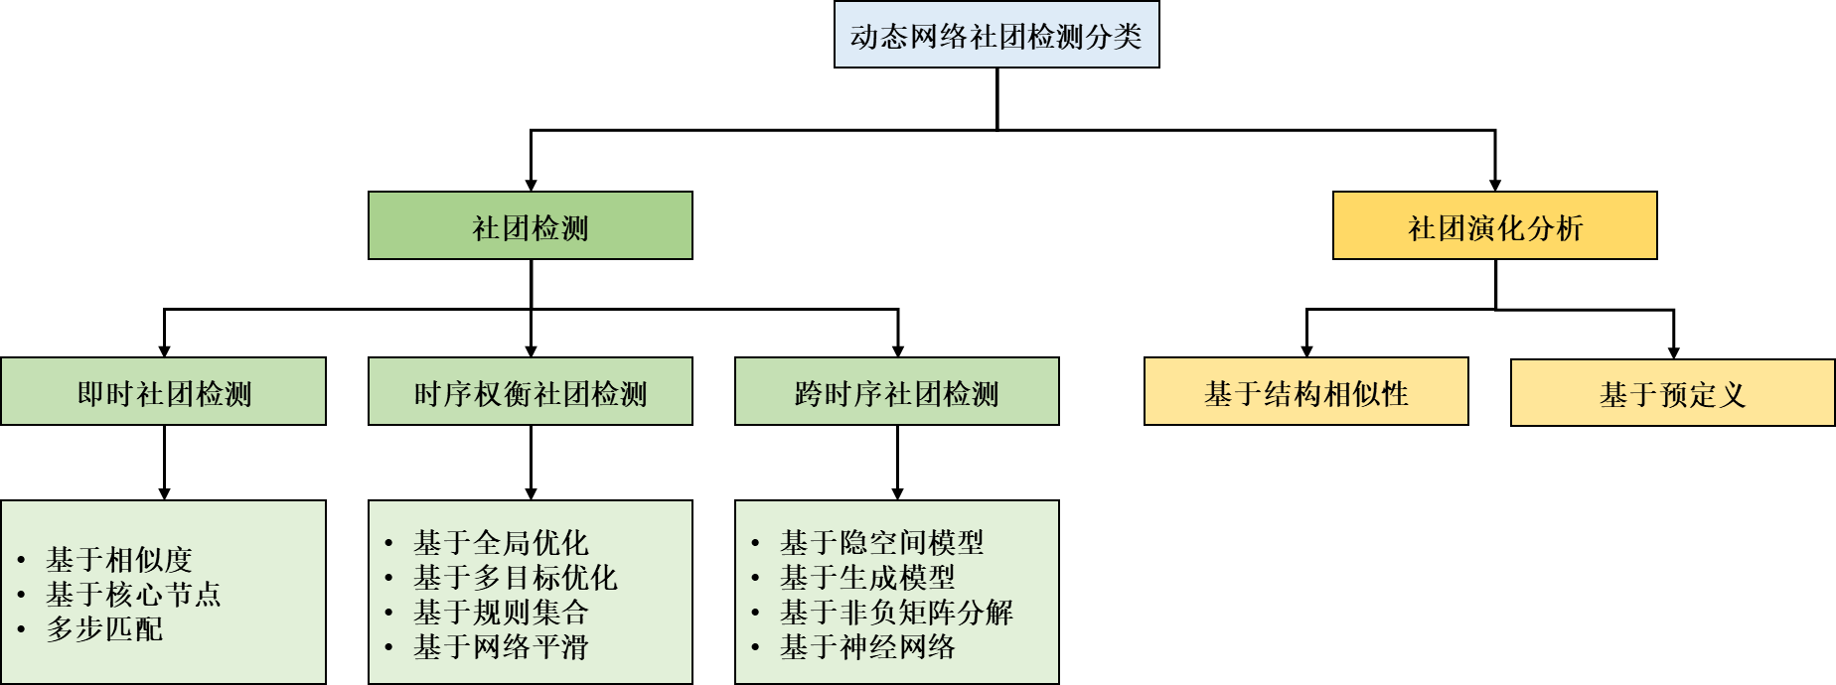 动态网络社团检测分类
社团检测
社团演化分析
即时社团检测
时序权衡社团检测
跨时序社团检测
基于结构相似性
基于预定义
• 基于相似度
• 基于核心节点
• 多步匹配
• 基于全局优化
• 基于多目标优化
• 基于规则集合
• 基于网络平滑
• 基于隐空间模型
• 基于生成模型
• 基于非负矩阵分解
• 基于神经网络